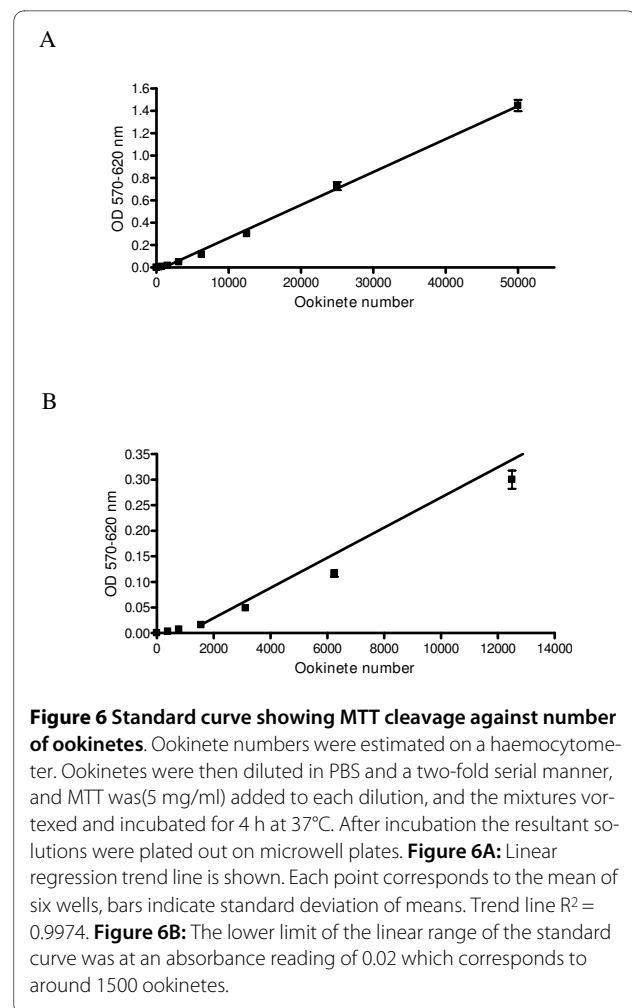 A
1.6
1.4
1.2
1.0
0.8
0.6
0.4
0.2
0.0
OD 570-620 nm
0 10000 20000 30000 40000 50000
Ookinete number
B
0.35
0.30
0.25
0.20
0.15
0.10
0.05
0.00
OD 570-620 nm
0 2000 4000 6000 8000 10000 12000 14000
Ookinete number
Figure 6 Standard curve showing MTT cleavage against number
of ookinetes. Ookinete numbers were estimated on a haemocytome-
ter. Ookinetes were then diluted in PBS and a two-fold serial manner,
and MTT was(5 mg/ml) added to each dilution, and the mixtures vor-
texed and incubated for 4 h at 37°C. After incubation the resultant so-
lutions were plated out on microwell plates. Figure 6A: Linear
regression trend line is shown. Each point corresponds to the mean of
six wells, bars indicate standard deviation of means. Trend line R² =
0.9974. Figure 6B: The lower limit of the linear range of the standard
curve was at an absorbance reading of 0.02 which corresponds to
around 1500 ookinetes.